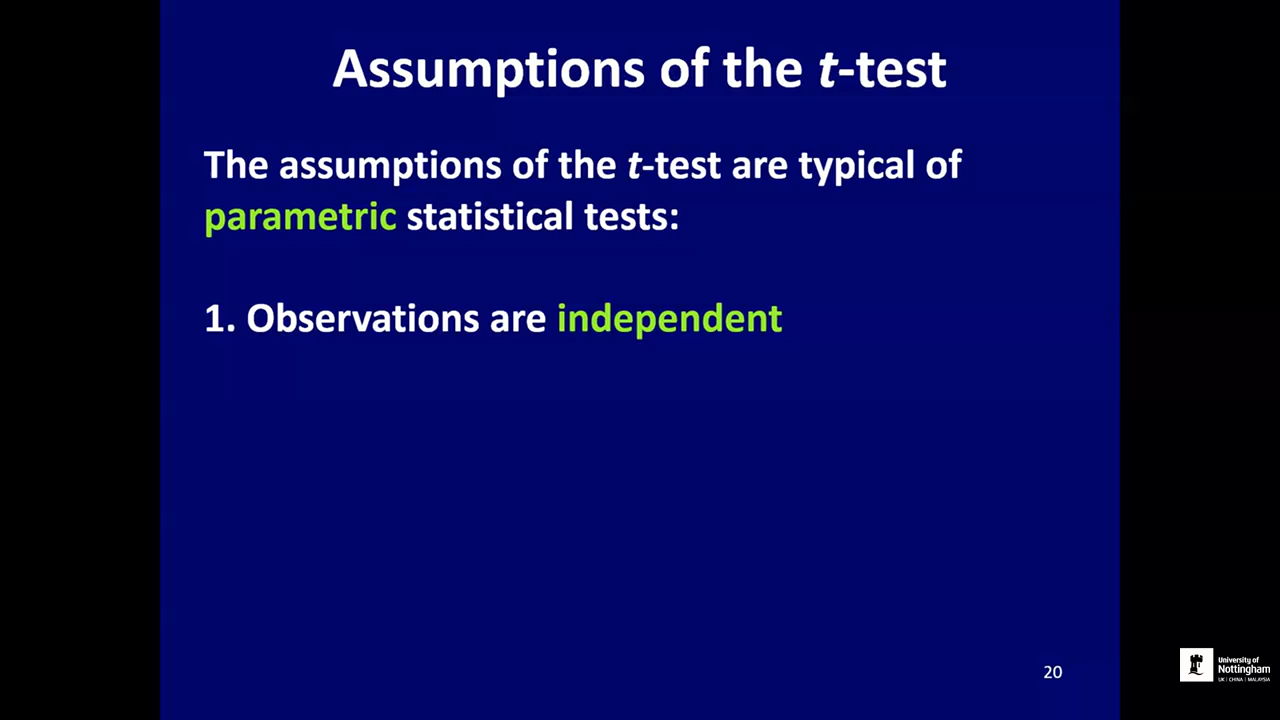 Assumptions of the t-test
The assumptions of the t-test are typical of
parametric statistical tests:
1. Observations are independent
20
University of
Nottingham
UK | CHINA | MALAYSIA